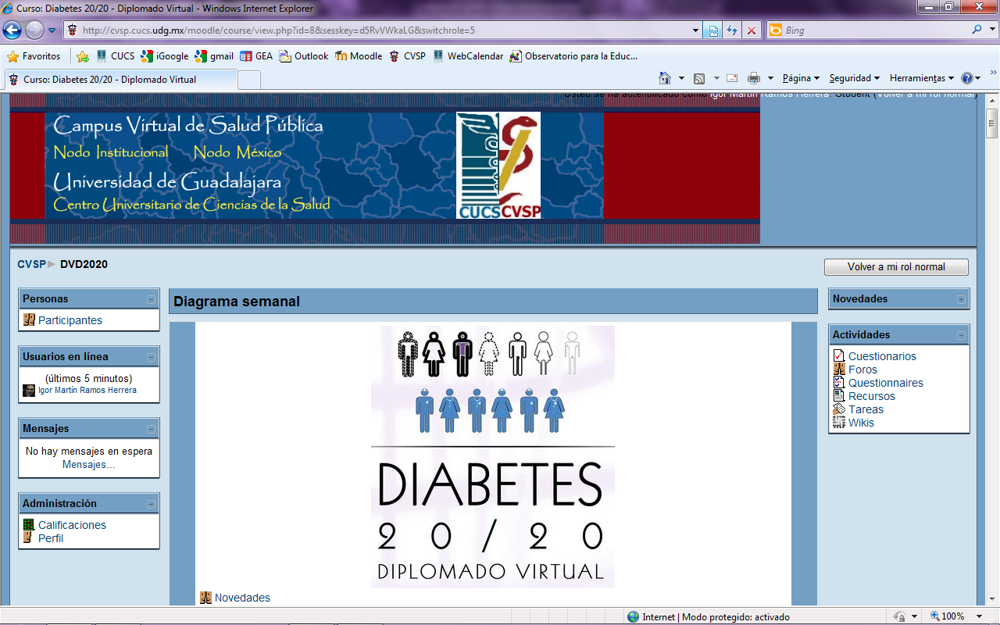 Curso: Diabetes 20/20 - Diplomado Virtual - Windows Internet Explorer
http://cvsp.cucs.udg.mx/moodle/course/view.php?id=8&sesskey=d5RvVWkaLG&switchrole=5
Bing
Favoritos CUCS iGoogle gmail GEA Outlook Moodle CVSP WebCalendar Observatorio para la Educ...
Curso: Diabetes 20/20 - Diplomado Virtual
Página Seguridad Herramientas
Usted se ha autentificado como Igor Martín Ramos Herrera: Student (Volver a mi rol normal)
Campus Virtual de Salud Pública
Nodo Institucional Nodo México
Universidad de Guadalajara
Centro Universitario de Ciencias de la Salud
CUCS CVSP
CVSP DVD2020
Volver a mi rol normal
Personas
Participantes
Usuarios en línea
(últimos 5 minutos)
Igor Martín Ramos Herrera
Mensajes
No hay mensajes en espera
Mensajes...
Administración
Calificaciones
Perfil
Diagrama semanal
DIABETES
20/20
DIPLOMADO VIRTUAL
Novedades
Novedades
Actividades
Cuestionarios
Foros
Questionnaires
Recursos
Tareas
Wikis
Internet | Modo protegido: activado
100%